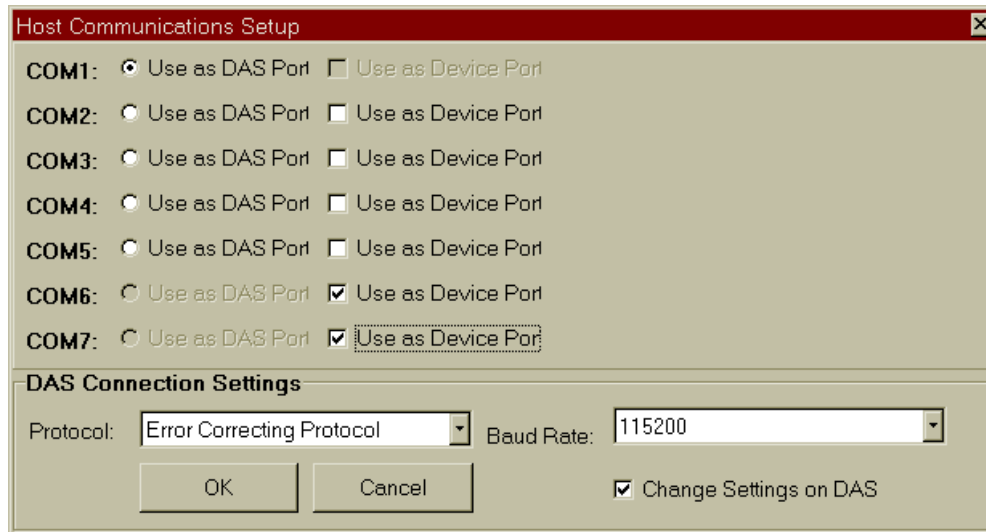 Host Communications Setup
COM1: Use as DAS Port Use as Device Port
COM2: Use as DAS Port Use as Device Port
COM3: Use as DAS Port Use as Device Port
COM4: Use as DAS Port Use as Device Port
COM5: Use as DAS Port Use as Device Port
COM6: Use as DAS Port Use as Device Port
COM7: Use as DAS Port Use as Device Port
DAS Connection Settings
Protocol: Error Correcting Protocol Baud Rate: 115200
OK Cancel Change Settings on DAS